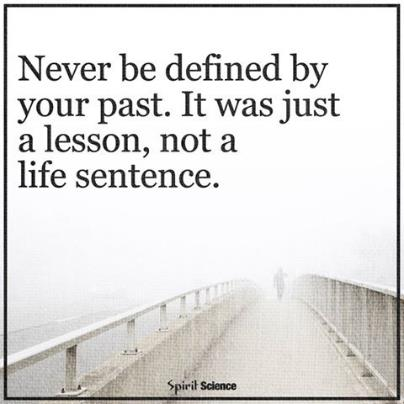 Never be defined by
your past. It was just
a lesson, not a
life sentence.
Spirit Science